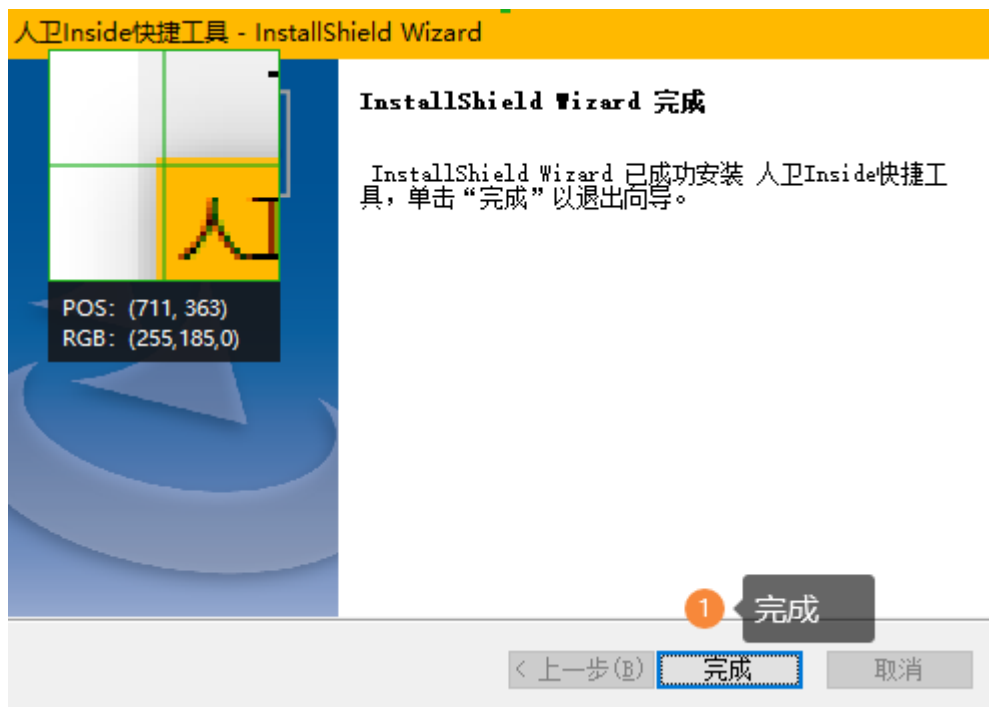 人卫Inside快捷工具 - InstallShield Wizard
InstallShield Wizard 完成
InstallShield Wizard 已成功安装 人卫Inside快捷工
具，单击“完成”以退出向导。
人
POS: (711, 363)
RGB: (255,185,0)
1 完成
< 上一步(B) 完成 取消